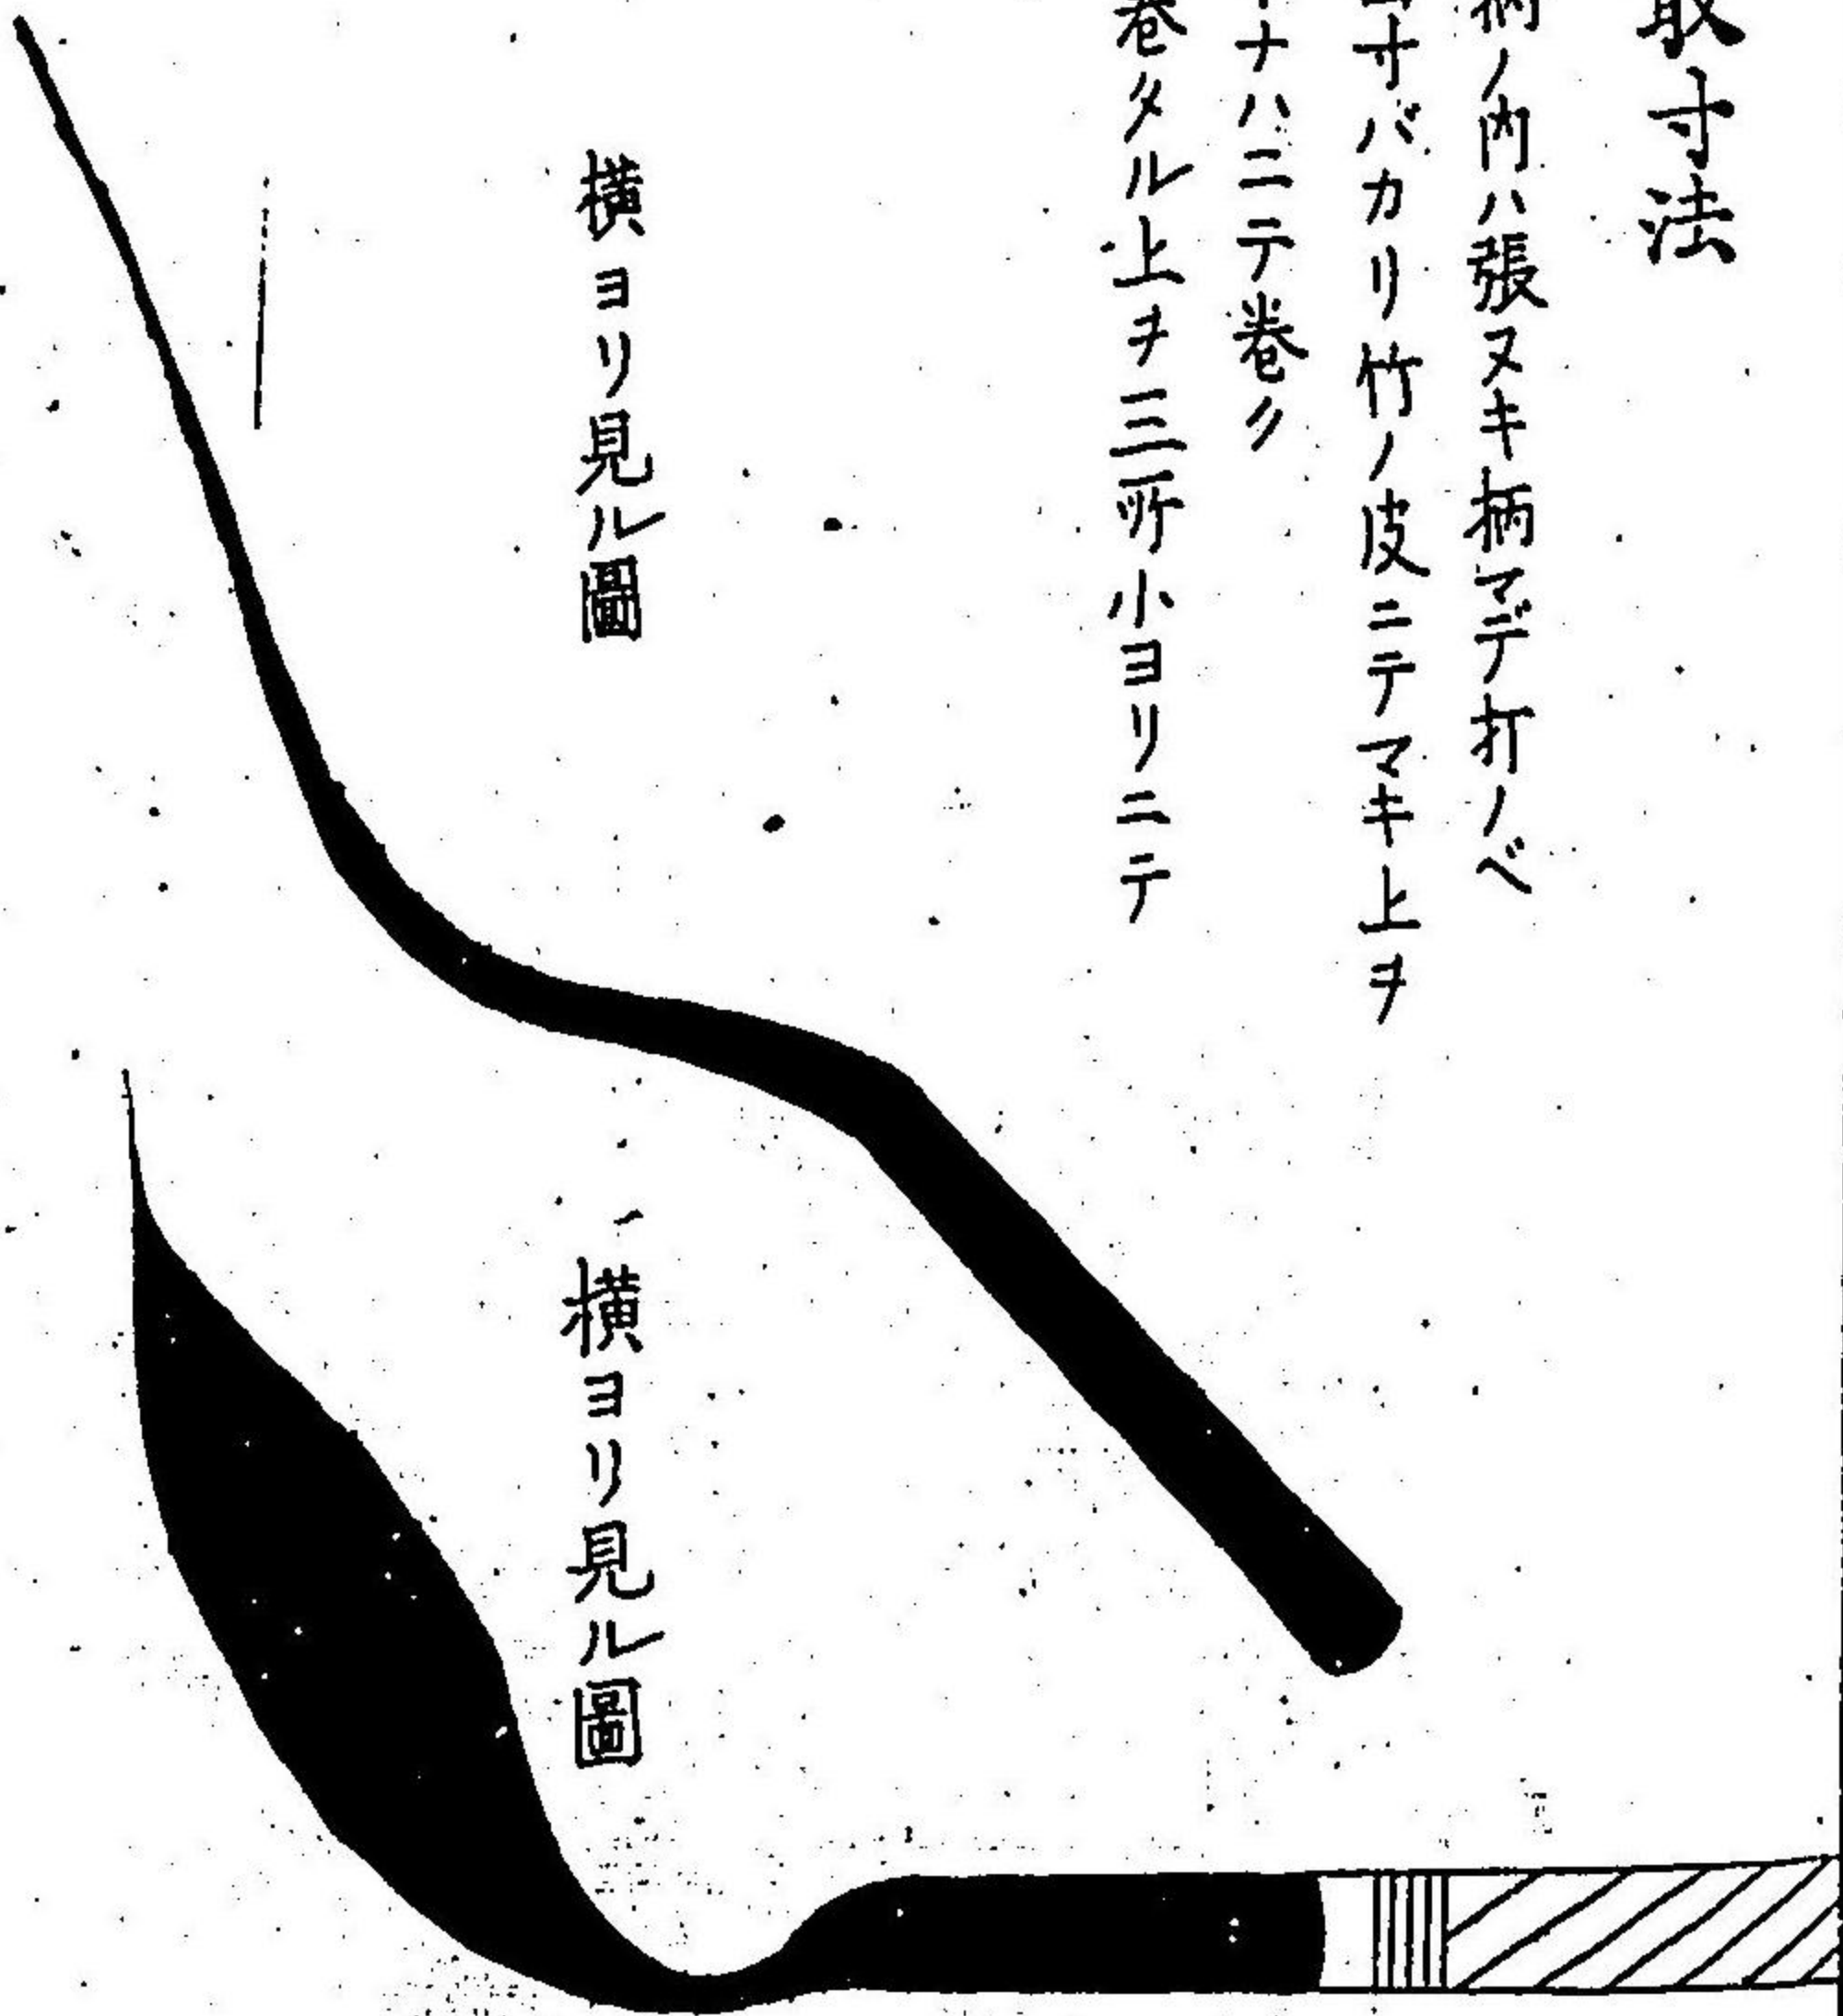 取寸法
柄ノ内ハ張ヌキ柄マデ打ノベ
寸バカリ竹ノ皮ニテマキ上ヲ
ナハニテ巻ク
巻タル上ヲ三所小ヨリニテ
横ヨリ見ル圖
横ヨリ見ル圖